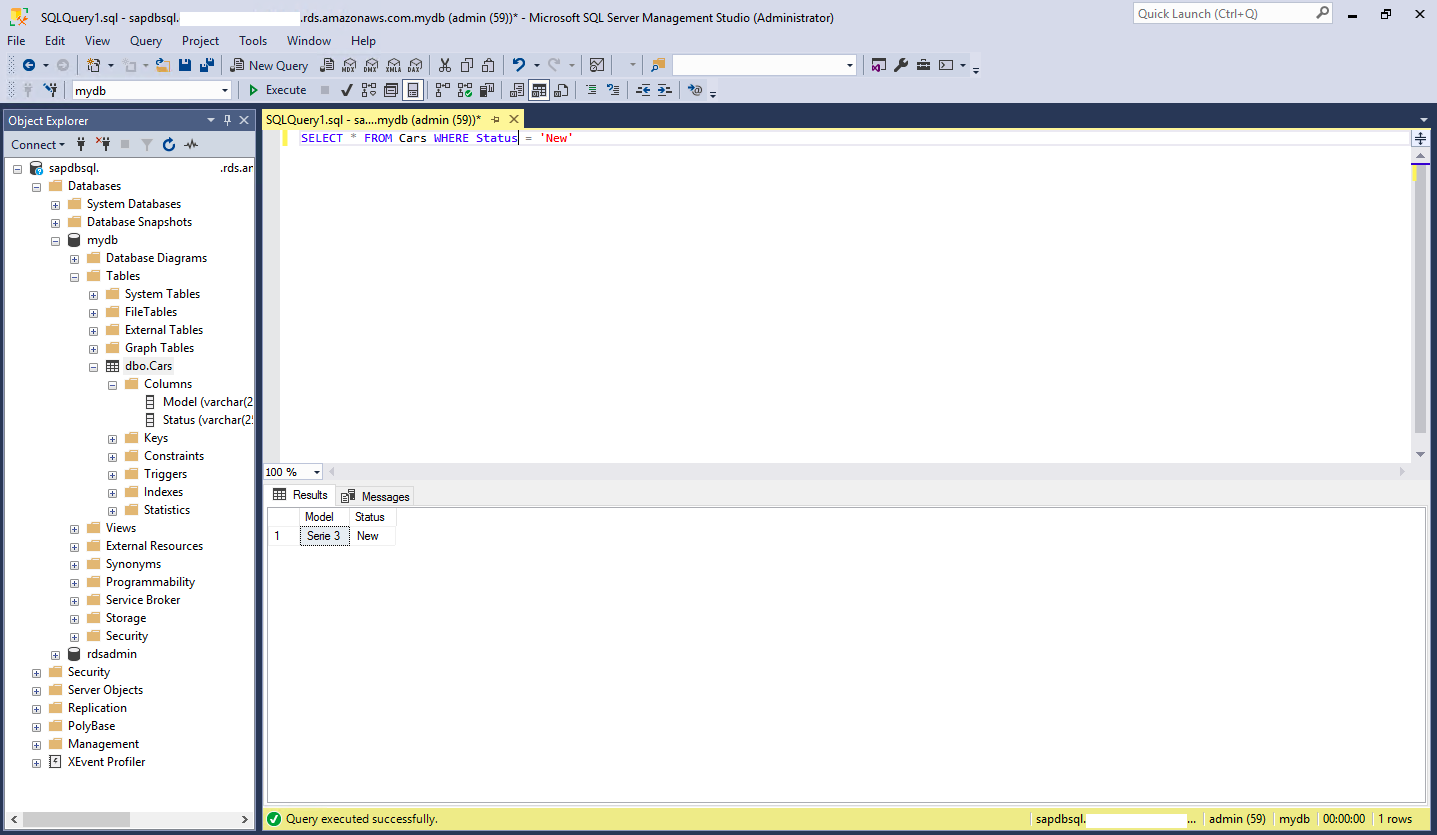 SQLQuery1.sql - sapdbsql. .rds.amazonaws.com.mydb (admin (59))* - Microsoft SQL Server Management Studio (Administrator)
Quick Launch (Ctrl+Q)
File Edit View Query Project Tools Window Help
New Query MDX DMX XMLA DAX
mydb Execute
Object Explorer
SQLQuery1.sql - sa....mydb (admin (59))*
Connect
SELECT * FROM Cars WHERE Status = 'New'
sapdbsql. .rds.ar
Databases
System Databases
Database Snapshots
mydb
Database Diagrams
Tables
System Tables
FileTables
External Tables
Graph Tables
dbo.Cars
Columns
Model (varchar(2
Status (varchar(2
Keys
Constraints
Triggers
Indexes
Statistics
Views
External Resources
Synonyms
Programmability
Service Broker
Storage
Security
rdsadmin
Security
Server Objects
Replication
PolyBase
Management
XEvent Profiler
100 %
Results Messages
Model Status
1 Serie 3 New
Query executed successfully.
sapdbsql. ... admin (59) mydb 00:00:00 1 rows